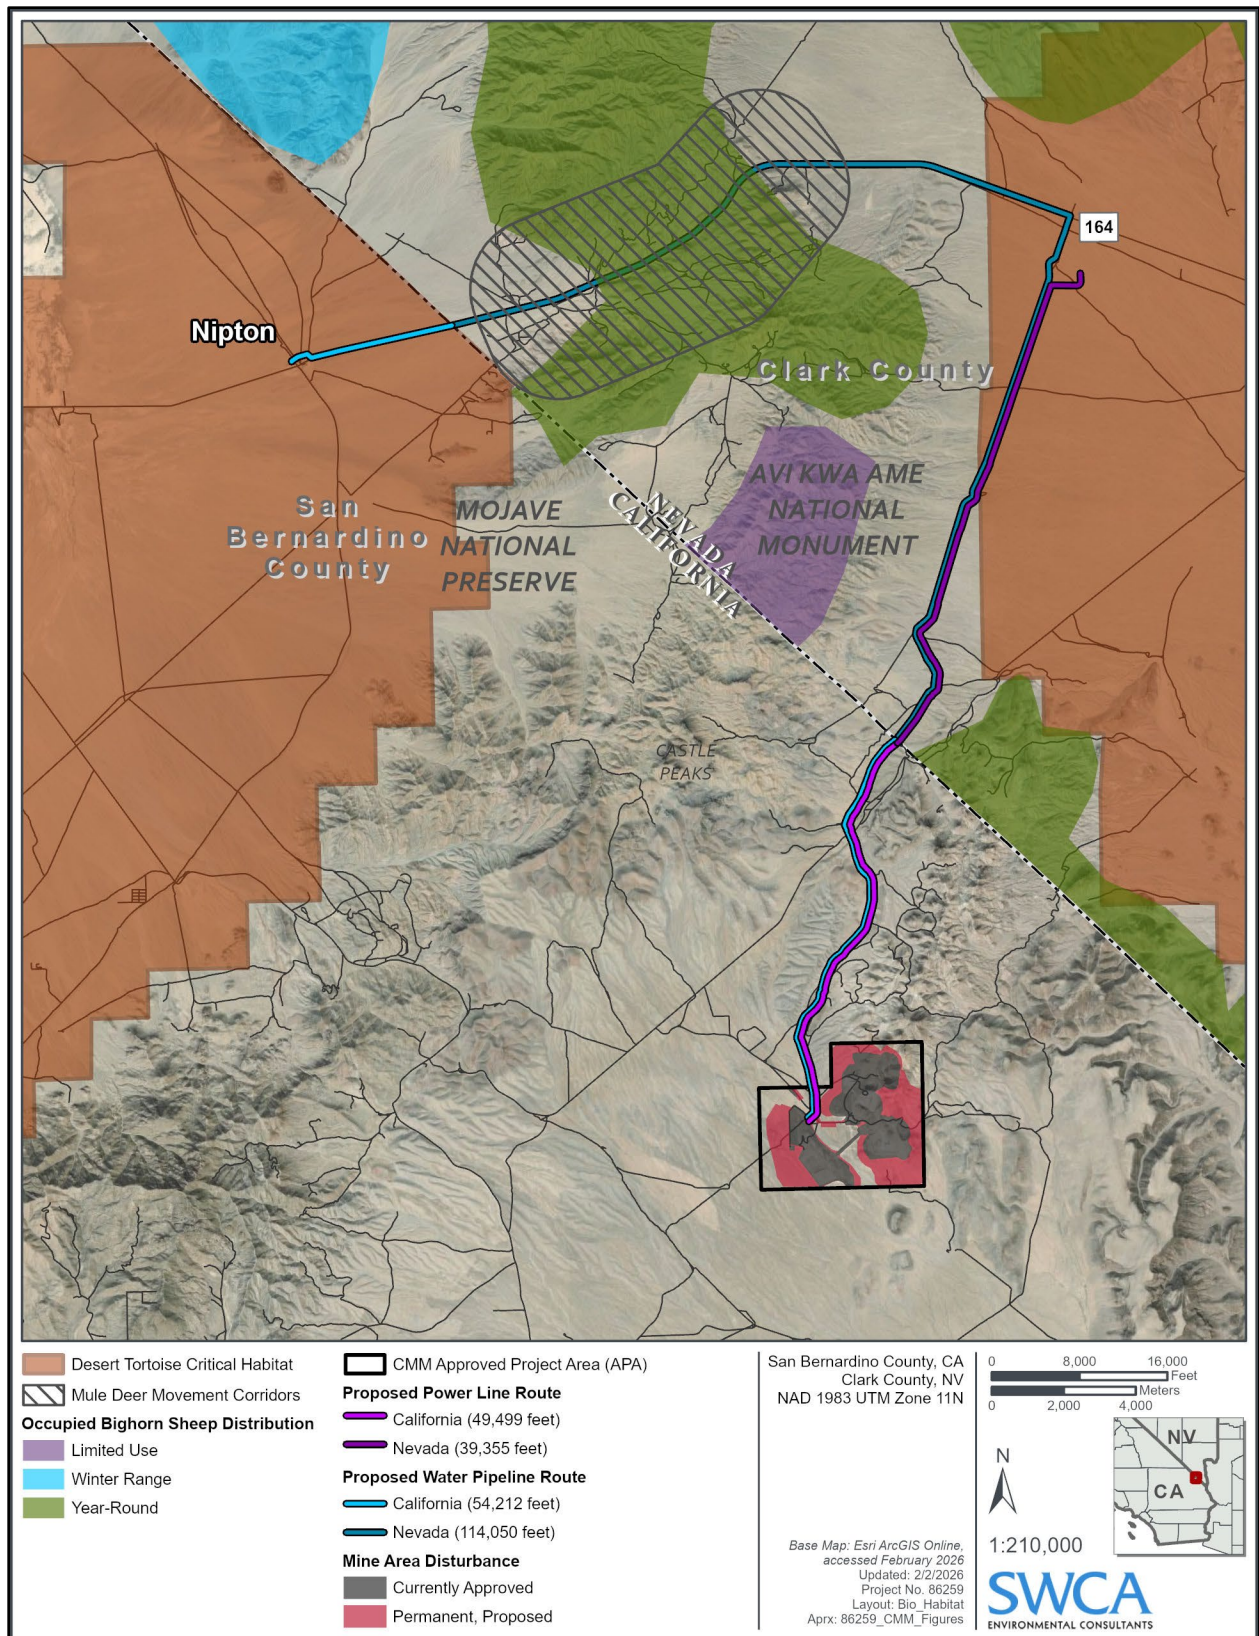 164
Nipton
Clark County
AVI KWA AME
NATIONAL
MONUMENT
San
Bernardino
County
MOJAVE
NATIONAL
PRESERVE
NEVADA
CALIFORNIA
CASTLE
PEAKS
Desert Tortoise Critical Habitat
Mule Deer Movement Corridors
Occupied Bighorn Sheep Distribution
Limited Use
Winter Range
Year-Round
CMM Approved Project Area (APA)
Proposed Power Line Route
California (49,499 feet)
Nevada (39,355 feet)
Proposed Water Pipeline Route
California (54,212 feet)
Nevada (114,050 feet)
Mine Area Disturbance
Currently Approved
Permanent, Proposed
San Bernardino County, CA
Clark County, NV
NAD 1983 UTM Zone 11N
Base Map: Esri ArcGIS Online,
accessed February 2026
Updated: 2/2/2026
Project No. 86259
Layout: Bio_Habitat
Aprx: 86259_CMM_Figures
0 8,000 16,000
Feet
Meters
0 2,000 4,000
N
1:210,000
NV
CA
SWCA
ENVIRONMENTAL CONSULTANTS